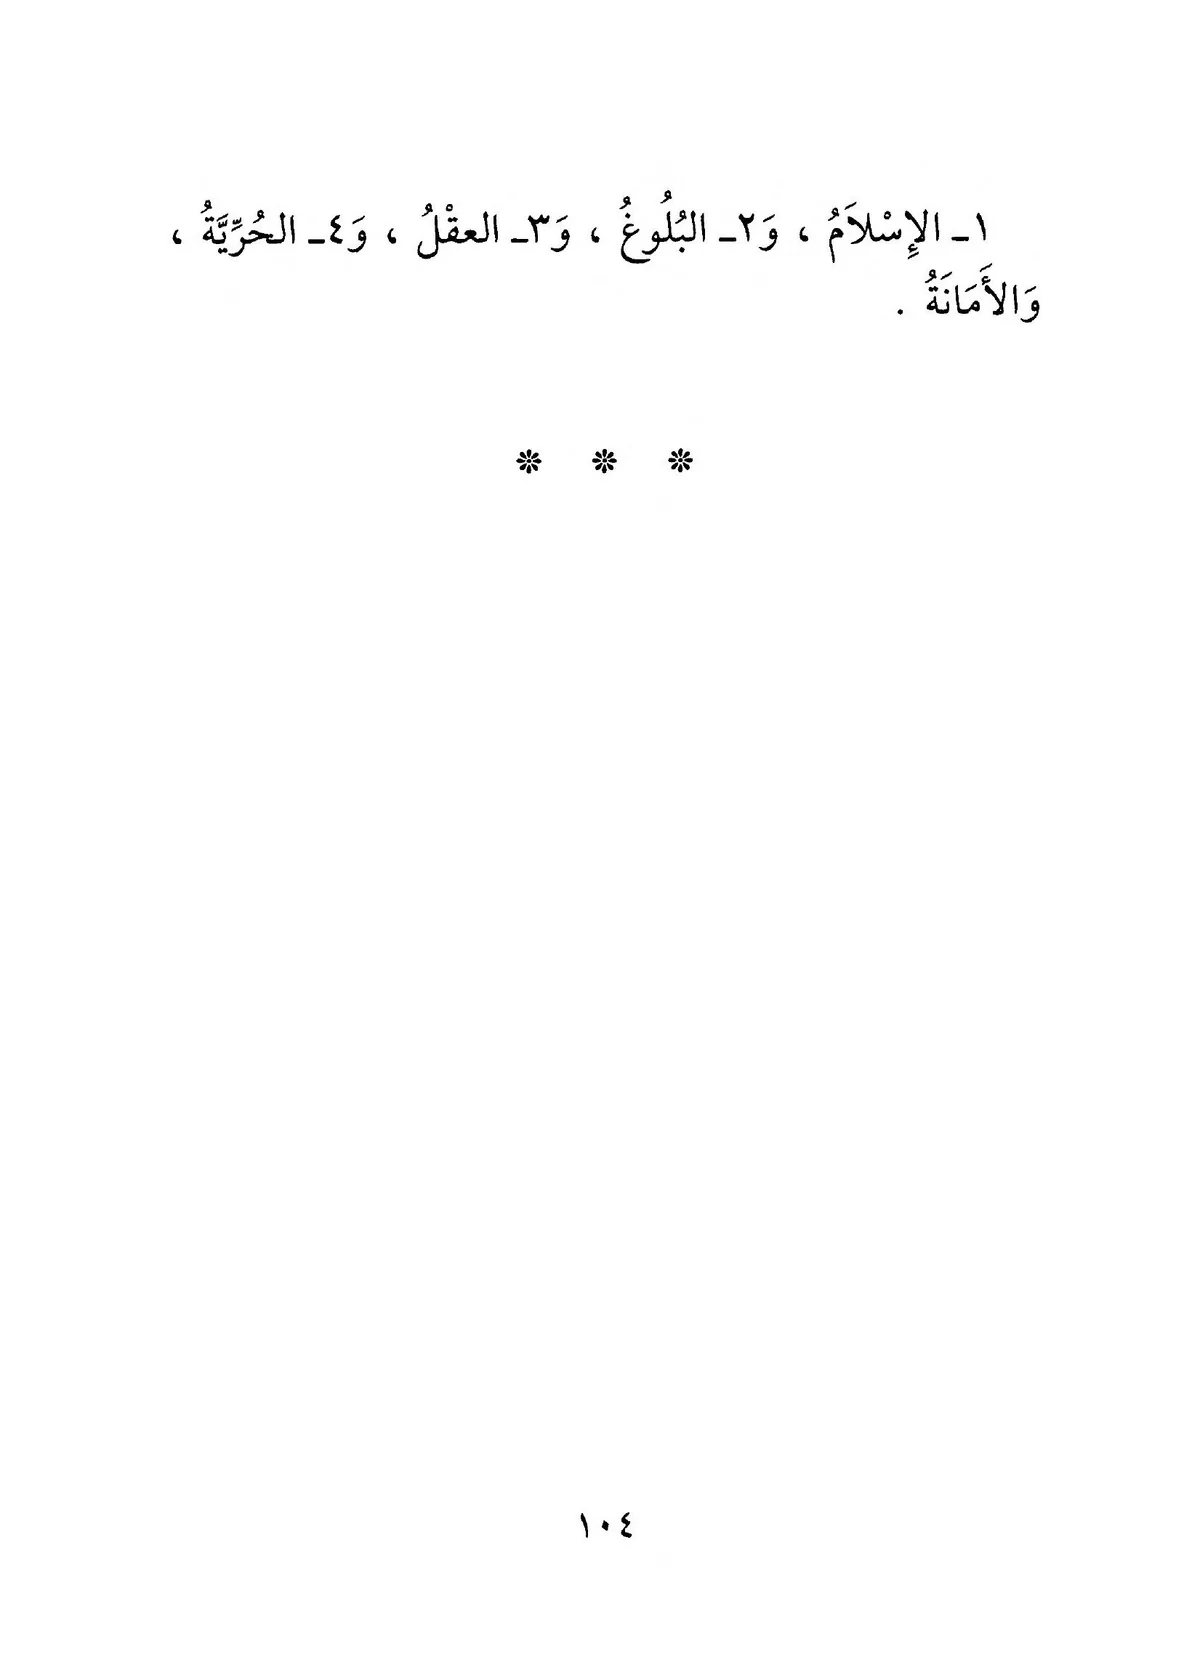 ١ـ الإِسْلاَمُ ، وَ٢ـ البُلُوغُ ، وَ٣ـ العقْلُ ، وَ٤ـ الحُرِّيَّةُ ،
وَالأَمَانَةُ .
* * *
١٠٤